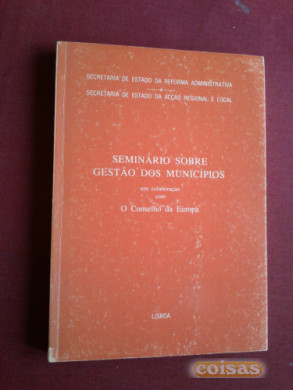 SECRETARIA DE ESTADO DA REFORMA ADMINISTRATIVA
SECRETARIA DE ESTADO DA ACÇÃO REGIONAL E LOCAL
SEMINÁRIO SOBRE
GESTÃO DOS MUNICÍPIOS
em colaboração
com
O Conselho da Europa
LISBOA
coisas